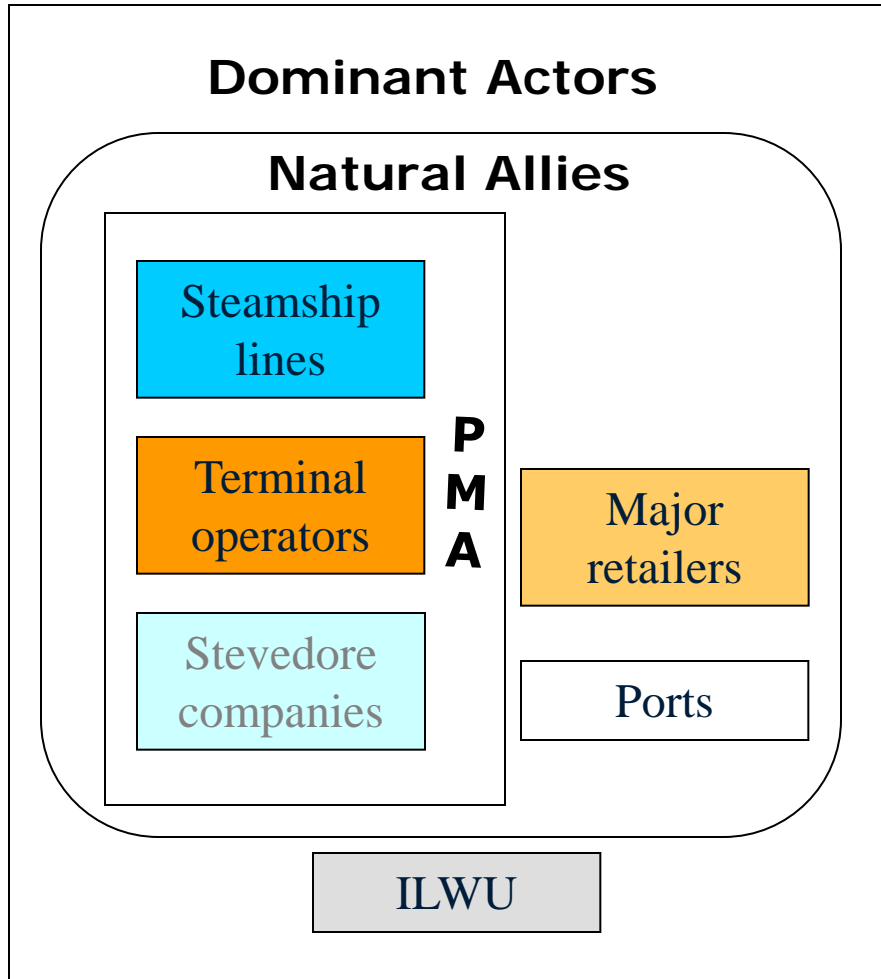 Dominant Actors
Natural Allies
Steamship
lines
Terminal
operators
Stevedore
companies
P
M
A
Major
retailers
Ports
ILWU